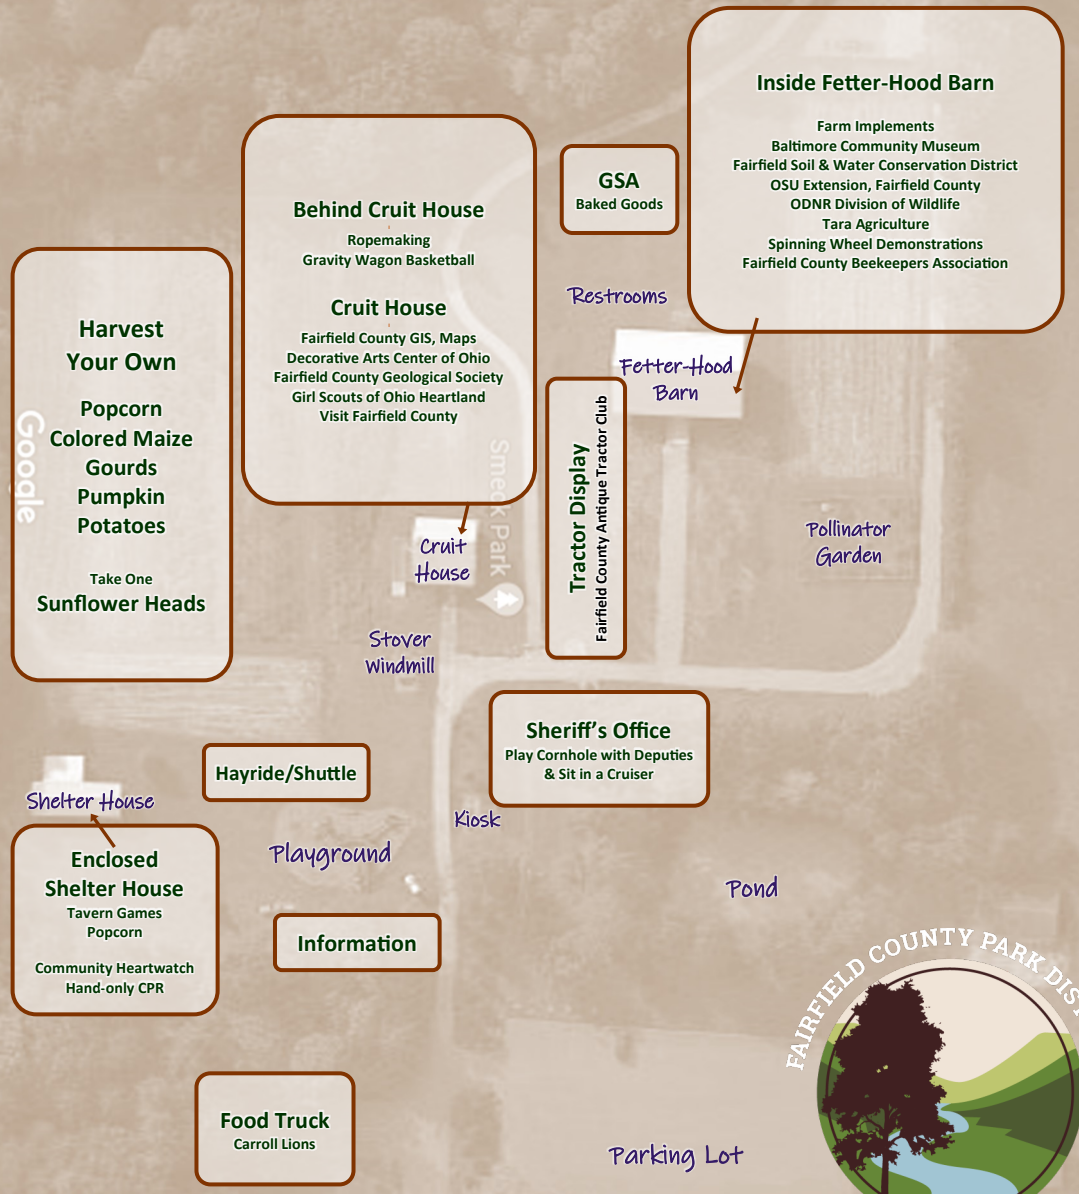 Inside Fetter-Hood Barn
Farm Implements
Baltimore Community Museum
Fairfield Soil & Water Conservation District
OSU Extension, Fairfield County
ODNR Division of Wildlife
Tara Agriculture
Spinning Wheel Demonstrations
Fairfield County Beekeepers Association
GSA
Baked Goods
Behind Cruit House
Ropemaking
Gravity Wagon Basketball
Cruit House
Fairfield County GIS, Maps
Decorative Arts Center of Ohio
Fairfield County Geological Society
Girl Scouts of Ohio Heartland
Visit Fairfield County
Harvest
Your Own
Popcorn
Colored Maize
Gourds
Pumpkin
Potatoes
Take One
Sunflower Heads
Google
Restrooms
Fetter-Hood
Barn
Tractor Display
Fairfield County Antique Tractor Club
Smeck Park
Pollinator
Garden
Cruit
House
Stover
Windmill
Sheriff's Office
Play Cornhole with Deputies
& Sit in a Cruiser
Hayride/Shuttle
Shelter House
Kiosk
Playground
Enclosed
Shelter House
Tavern Games
Popcorn
Community Heartwatch
Hand-only CPR
Pond
Information
FAIRFIELD COUNTY PARK DIS
Food Truck
Carroll Lions
Parking Lot